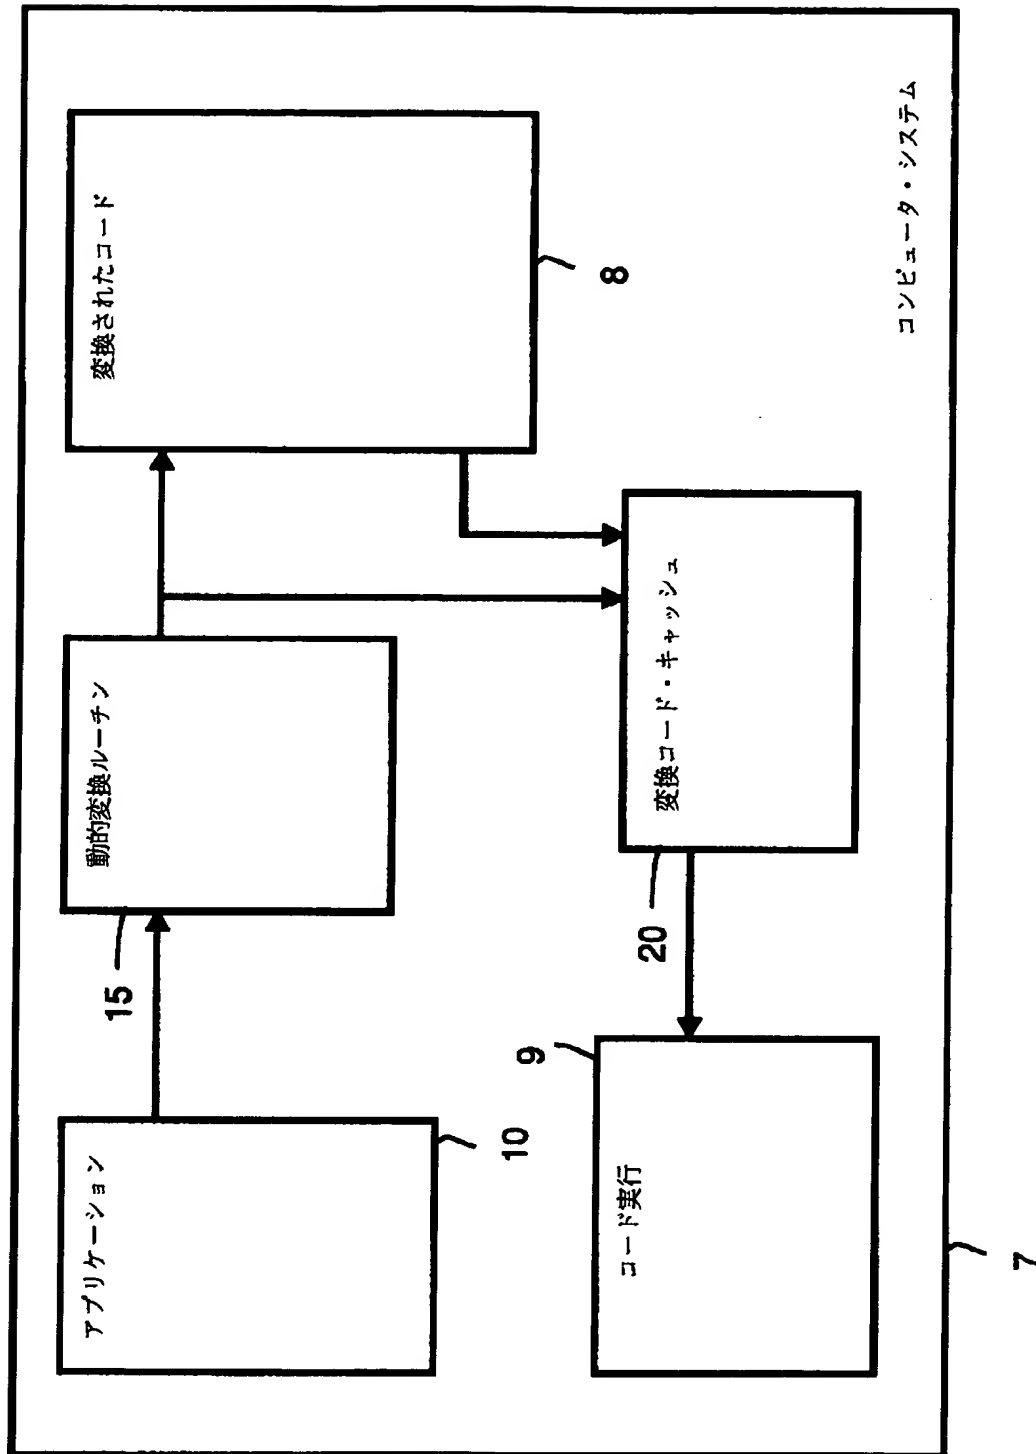 アプリケーション
10
15
動的変換ルーチン
変換されたコード
8
コード実行
9
20
変換コード・キャッシュ
コンピュータ・システム
7